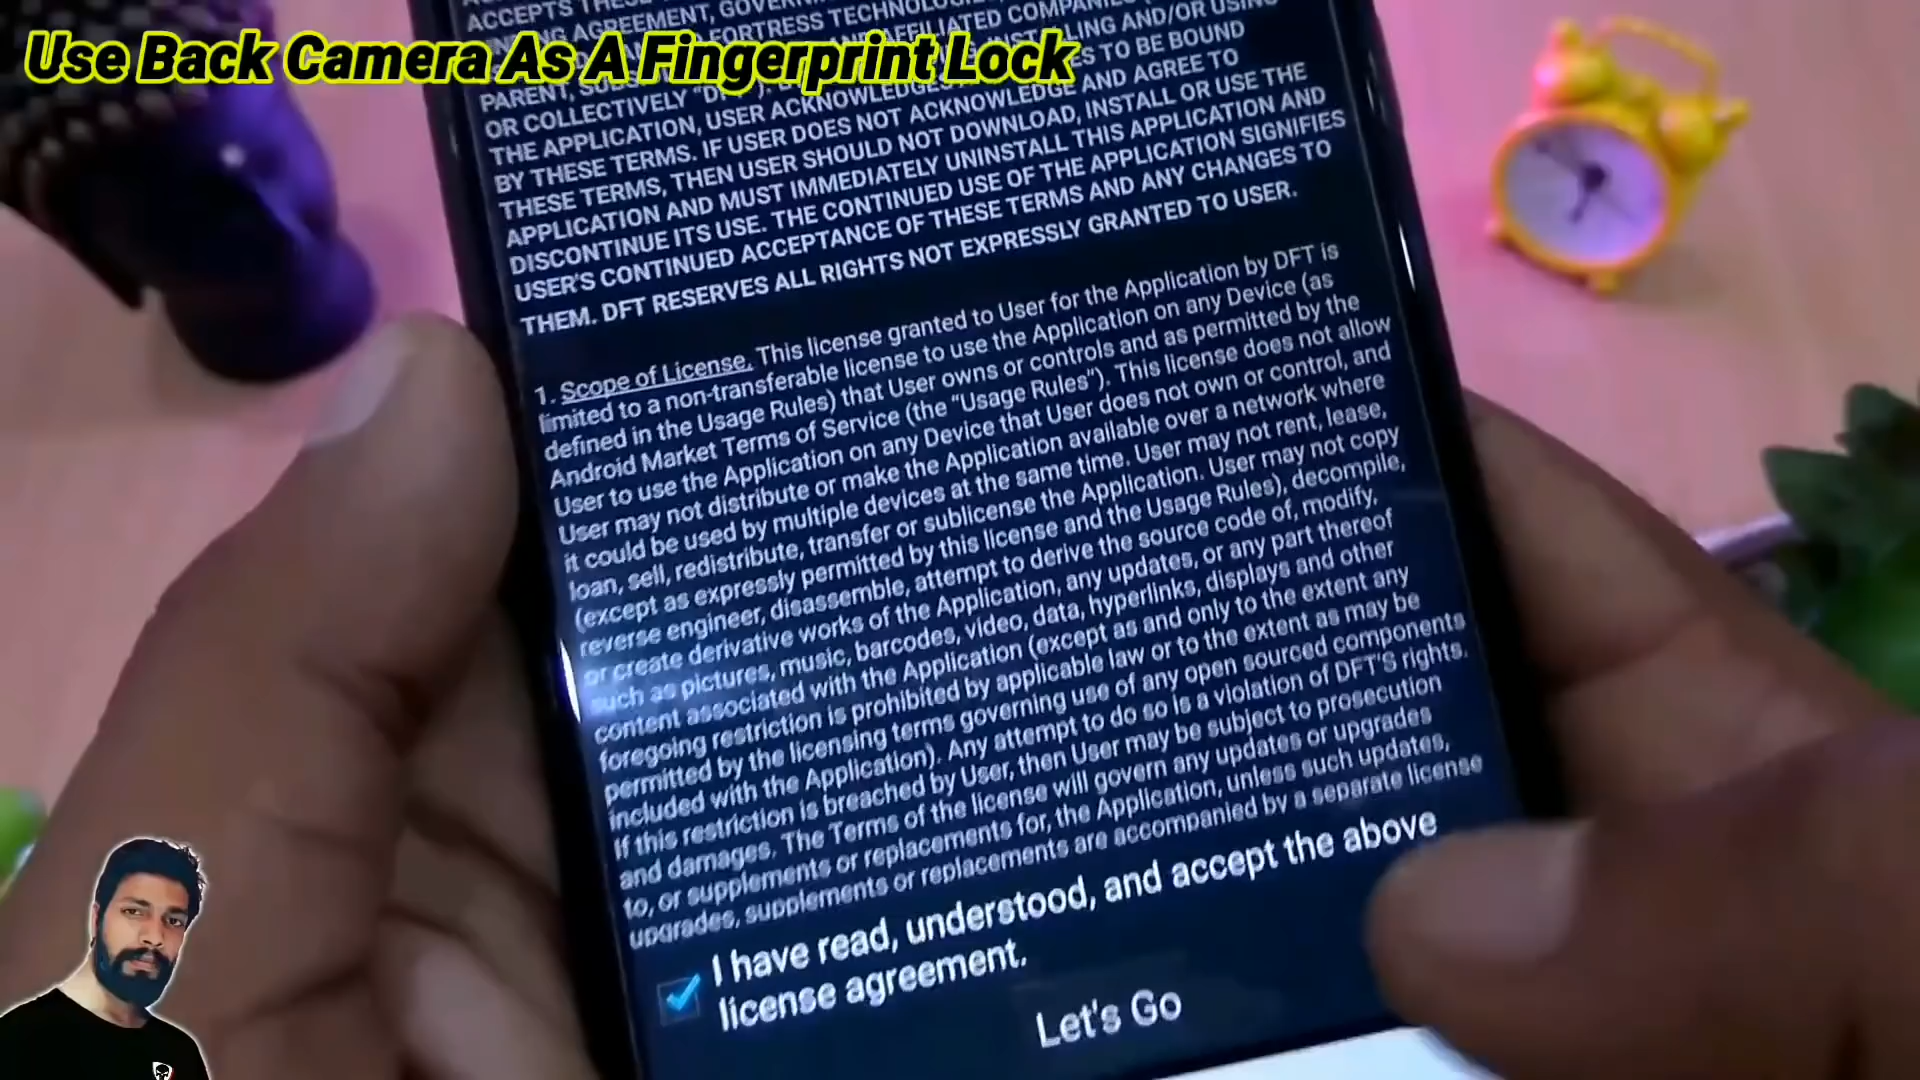 Use Back Camera As A Fingerprint Lock
ACCEPTS THESE
AGREEMENT,
FORTRESS
AFFILIATED COMPANIES
PARENT, AND/OR USING
OR COLLECTIVELY TO BE BOUND
THE APPLICATION, USER ACKNOWLEDGES AND AGREE TO
BY THESE TERMS. IF USER DOES NOT ACKNOWLEDGE AND AGREE TO
THESE TERMS, THEN USER SHOULD NOT DOWNLOAD, INSTALL OR USE THE
APPLICATION AND MUST IMMEDIATELY UNINSTALL THIS APPLICATION AND
DISCONTINUE ITS USE. THE CONTINUED USE OF THE APPLICATION SIGNIFIES
USER'S CONTINUED ACCEPTANCE OF THESE TERMS AND ANY CHANGES TO
THEM. DFT RESERVES ALL RIGHTS NOT EXPRESSLY GRANTED TO USER.
1. Scope of License. This license granted to User for the Application by DFT is
limited to a non-transferable license to use the Application on any Device (as
defined in the Usage Rules) that User owns or controls and as permitted by the
Android Market Terms of Service (the “Usage Rules”). This license does not allow
User to use the Application on any Device that User does not own or control, and
User may not distribute or make the Application available over a network where
it could be used by multiple devices at the same time. User may not rent, lease,
loan, sell, redistribute, transfer or sublicense the Application. User may not copy
(except as expressly permitted by this license and the Usage Rules), decompile,
reverse engineer, disassemble, attempt to derive the source code of, modify,
or create derivative works of the Application, any updates, or any part thereof
such as pictures, music, barcodes, video, data, hyperlinks, displays and other
content associated with the Application (except as and only to the extent any
foregoing restriction is prohibited by applicable law or to the extent as may be
permitted by the licensing terms governing use of any open sourced components
included with the Application). Any attempt to do so is a violation of DFT'S rights.
If this restriction is breached by User, then User may be subject to prosecution
and damages. The Terms of the license will govern any updates or upgrades
to, or supplements or replacements for, the Application, unless such updates,
upgrades, supplements or replacements are accompanied by a separate license
I have read, understood, and accept the above
license agreement.
Let's Go